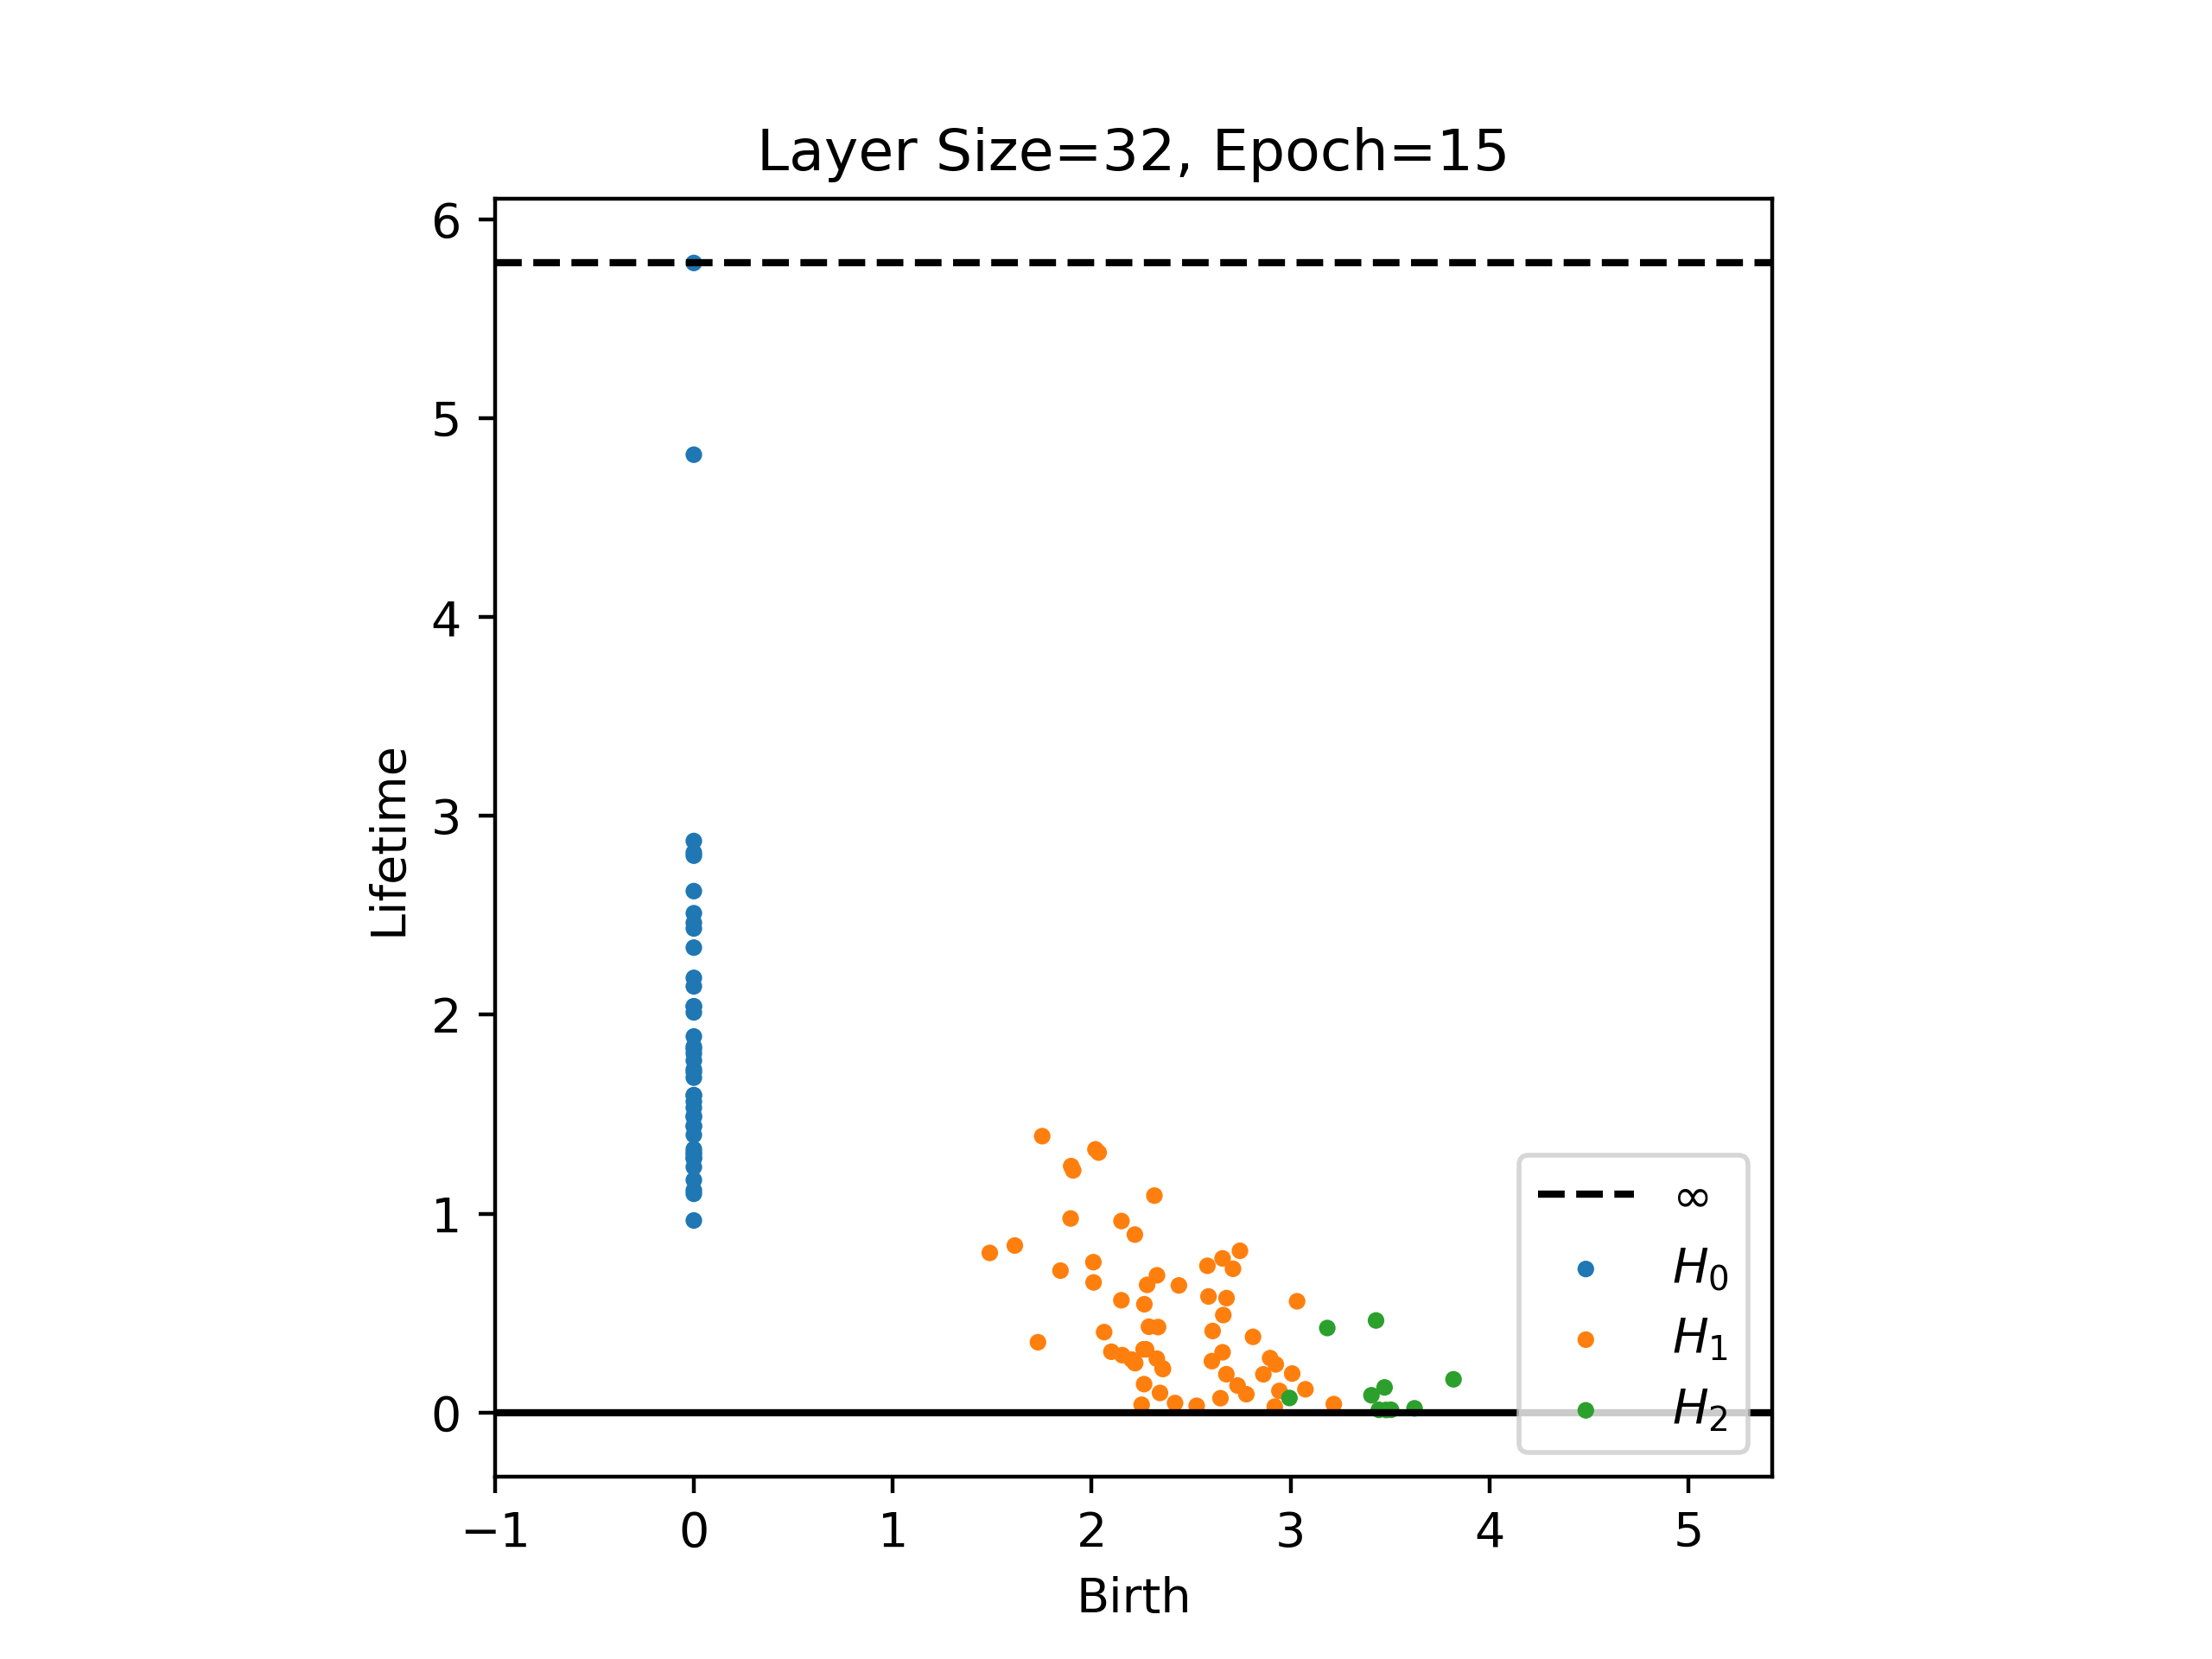 Layer Size=32, Epoch=15
6
5
4
3
2
1
0
Lifetime
∞
H₀
H₁
H₂
−1 0 1 2 3 4 5
Birth